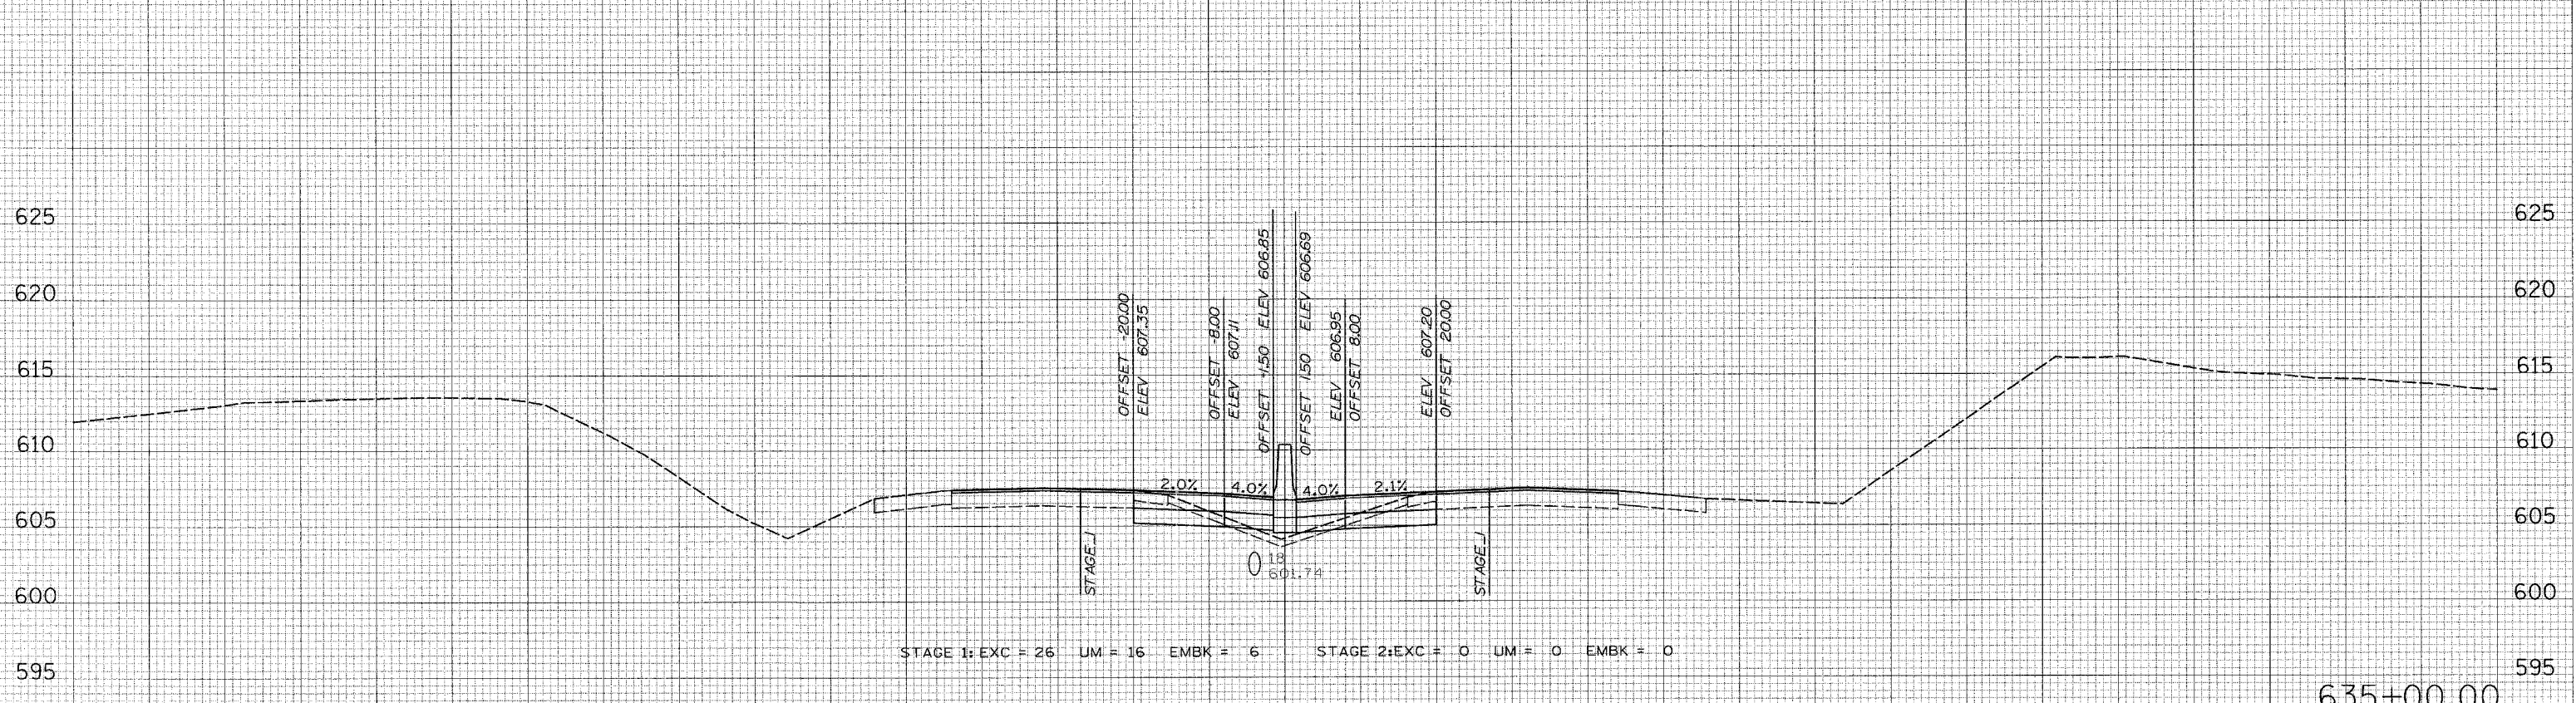 625
625
OFFSET -20.00
ELEV 607.35
OFFSET -8.00
ELEV 607.11
OFFSET -1.50 ELEV 606.85
OFFSET 1.50 ELEV 606.69
ELEV 606.95
OFFSET 8.00
ELEV 607.20
OFFSET 20.00
620
620
615
615
610
610
2.0%
4.0%
4.0%
2.1%
605
605
STAGE
STAGE
18
601.74
600
600
STAGE 1: EXC = 26 UM = 16 EMBK = 6 STAGE 2:EXC = 0 UM = 0 EMBK = 0
595
595
635+00.00